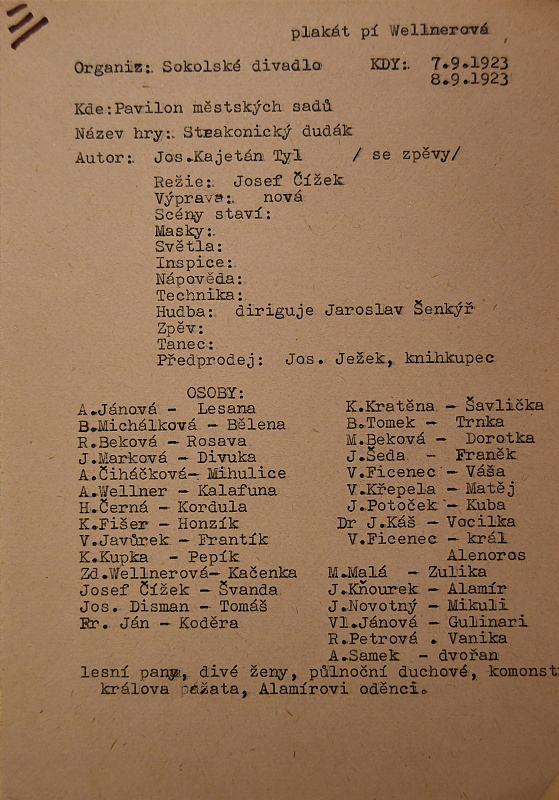 plakát pí Wellnerová
Organiz: Sokolské divadlo KDY: 7.9.1923
8.9.1923
Kde:Pavilon městských sadů
Název hry: Strakonický dudák
Autor: Jos.Kajetán Tyl / se zpěvy/
Režie: Josef Čížek
Výprava: nová
Scény staví:
Masky:
Světla:
Inspice:
Nápověda:
Technika:
Hudba: diriguje Jaroslav Šenkýř
Zpěv:
Tanec:
Předprodej: Jos. Ježek, knihkupec
OSOBY:
A.Jánová - Lesana
B.Michálková - Bělena
R.Beková - Rosava
J.Marková - Divuka
A.Čiháčková- Mihulice
A.Wellner - Kalafuna
H.Černá - Kordula
K.Fišer - Honzík
V.Javůrek - Frantík
K.Kupka - Pepík
Zd.Wellnerová- Kačenka
Josef Čížek - Švanda
Jos. Disman - Tomáš
Fr. Ján - Koděra
K.Kratěna - Šavlička
B.Tomek - Trnka
M.Beková - Dorotka
J.Šeda - Franěk
V.Ficenec - Váša
V.Křepela - Matěj
J.Potoček - Kuba
Dr J.Káš - Vocilka
V.Ficenec - král
Alenoros
M.Malá - Zulika
J.Kňourek - Alamír
J.Novotný - Mikuli
Vl.Jánová - Gulinari
R.Petrová . Vanika
A.Samek - dvořan
lesní panny, divé ženy, půlnoční duchové, komonst
králova pážata, Alamírovi oděnci.